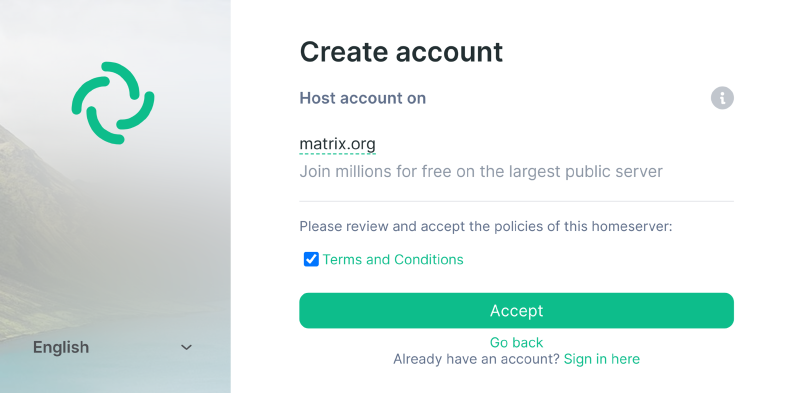 Create account
Host account on
matrix.org
Join millions for free on the largest public server
Please review and accept the policies of this homeserver:
Terms and Conditions
Accept
Go back
Already have an account? Sign in here
English